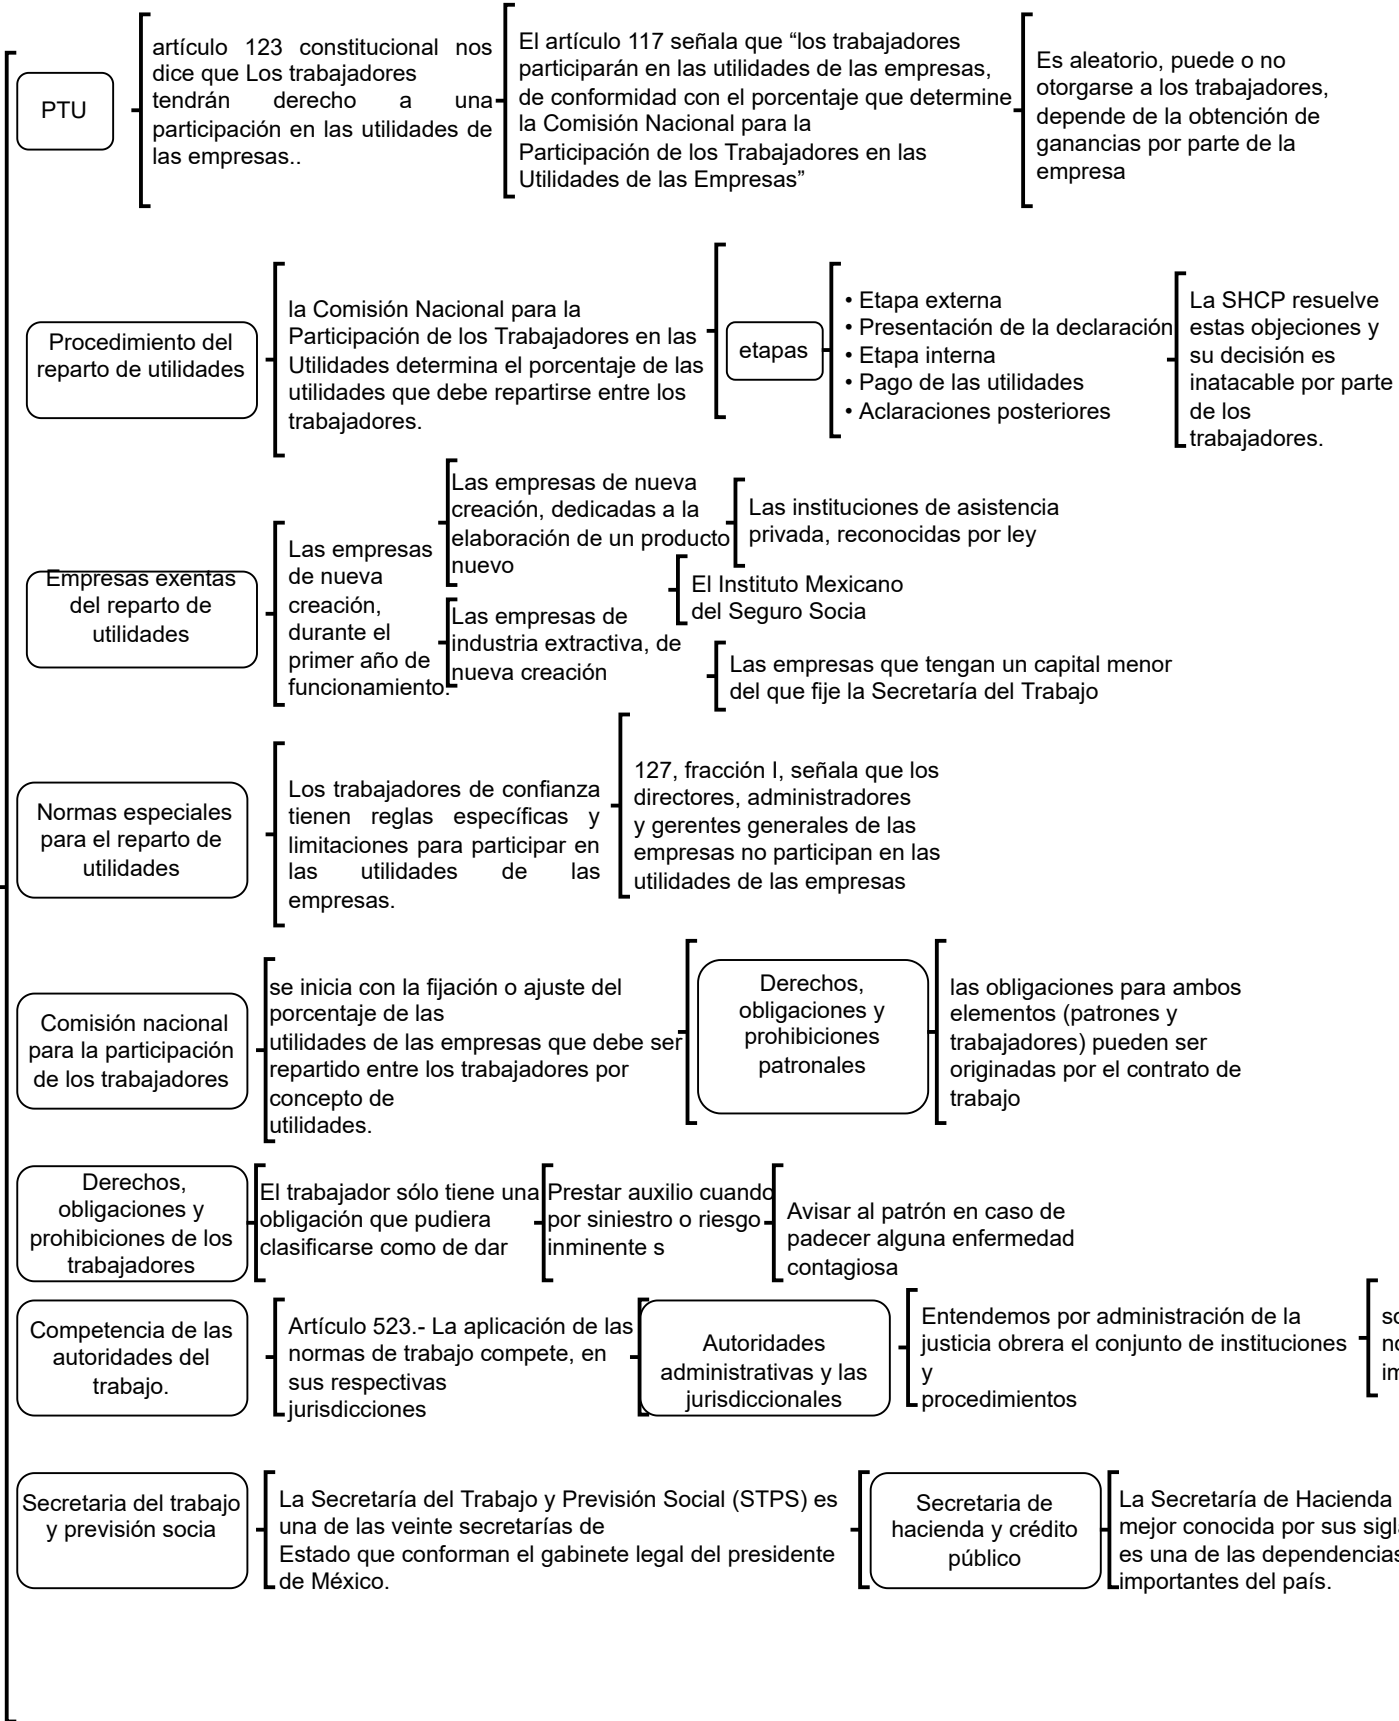 PTU
artículo 123 constitucional nos
dice que Los trabajadores
tendrán derecho a una
participación en las utilidades de
las empresas..
El artículo 117 señala que “los trabajadores
participarán en las utilidades de las empresas,
de conformidad con el porcentaje que determine
la Comisión Nacional para la
Participación de los Trabajadores en las
Utilidades de las Empresas”
Es aleatorio, puede o no
otorgarse a los trabajadores,
depende de la obtención de
ganancias por parte de la
empresa
Procedimiento del
reparto de utilidades
la Comisión Nacional para la
Participación de los Trabajadores en las
Utilidades determina el porcentaje de las
utilidades que debe repartirse entre los
trabajadores.
etapas
• Etapa externa
• Presentación de la declaración
• Etapa interna
• Pago de las utilidades
• Aclaraciones posteriores
La SHCP resuelve
estas objeciones y
su decisión es
inatacable por parte
de los
trabajadores.
Empresas exentas
del reparto de
utilidades
Las empresas
de nueva
creación,
durante el
primer año de
funcionamiento.
Las empresas de nueva
creación, dedicadas a la
elaboración de un producto
nuevo
Las instituciones de asistencia
privada, reconocidas por ley
El Instituto Mexicano
del Seguro Socia
Las empresas de
industria extractiva, de
nueva creación
Las empresas que tengan un capital menor
del que fije la Secretaría del Trabajo
Normas especiales
para el reparto de
utilidades
Los trabajadores de confianza
tienen reglas específicas y
limitaciones para participar en
las utilidades de las
empresas.
127, fracción I, señala que los
directores, administradores
y gerentes generales de las
empresas no participan en las
utilidades de las empresas
Comisión nacional
para la participación
de los trabajadores
se inicia con la fijación o ajuste del
porcentaje de las
utilidades de las empresas que debe ser
repartido entre los trabajadores por
concepto de
utilidades.
Derechos,
obligaciones y
prohibiciones
patronales
las obligaciones para ambos
elementos (patrones y
trabajadores) pueden ser
originadas por el contrato de
trabajo
Derechos,
obligaciones y
prohibiciones de los
trabajadores
El trabajador sólo tiene una
obligación que pudiera
clasificarse como de dar
Prestar auxilio cuando
por siniestro o riesgo
inminente s
Avisar al patrón en caso de
padecer alguna enfermedad
contagiosa
Competencia de las
autoridades del
trabajo.
Artículo 523.- La aplicación de las
normas de trabajo compete, en
sus respectivas
jurisdicciones
Autoridades
administrativas y las
jurisdiccionales
Entendemos por administración de la
justicia obrera el conjunto de instituciones
y
procedimientos
Secretaria del trabajo
y previsión socia
La Secretaría del Trabajo y Previsión Social (STPS) es
una de las veinte secretarías de
Estado que conforman el gabinete legal del presidente
de México.
Secretaria de
hacienda y crédito
público
La Secretaría de Hacienda
mejor conocida por sus
es una de las dependencias
importantes del país.